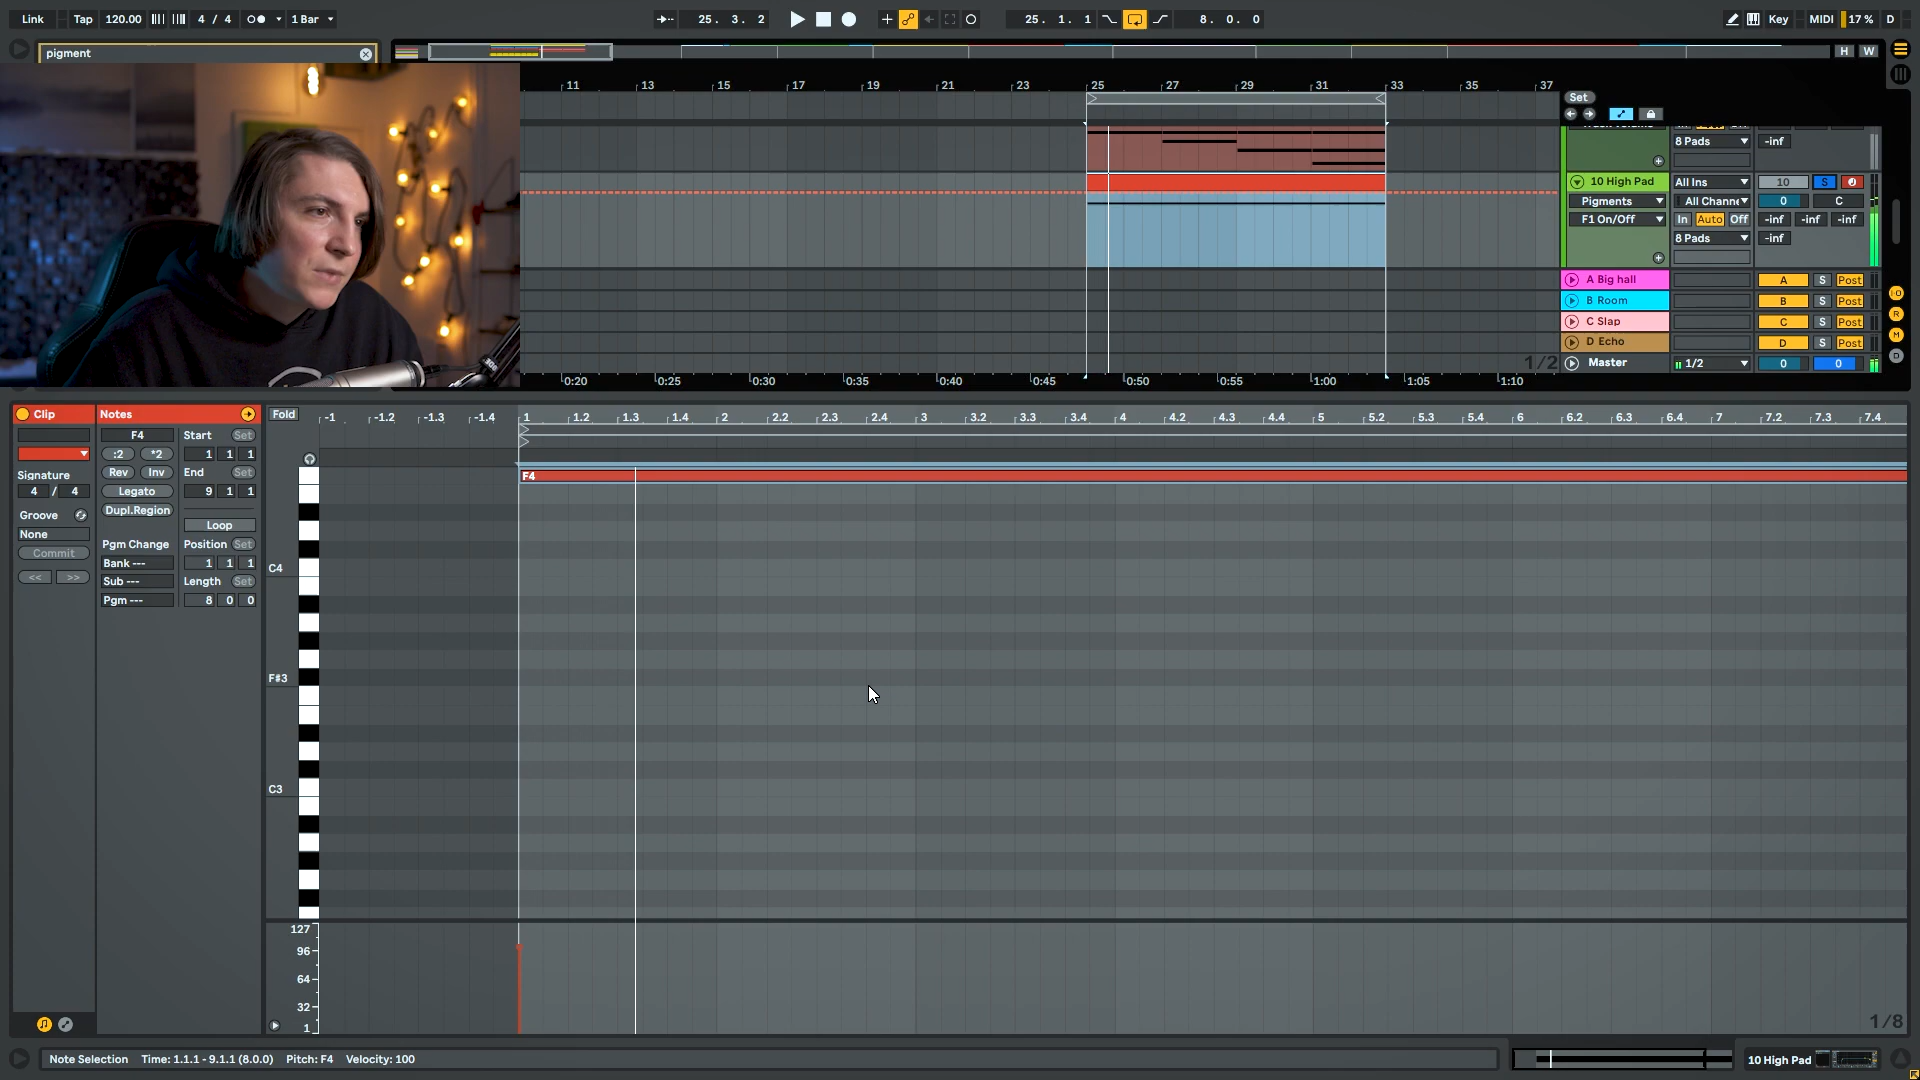 Link Tap 120.00 4 / 4 1 Bar 25. 3. 2 25. 1. 1 8. 0. 0 Key MIDI 17 % D
pigment H W
11 13 15 17 19 21 23 25 27 29 31 33 35 37 Set
8 Pads -inf
10 High Pad All Ins 10 S
Pigments All Channe 0 C
F1 On/Off In Auto Off -inf -inf -inf
8 Pads -inf
A Big hall A S Post
B Room B S Post
C Slap C S Post
D Echo D S Post
1/2 Master 1/2 0 0
0:20 0:25 0:30 0:35 0:40 0:45 0:50 0:55 1:00 1:05 1:10
Clip Notes Fold -1 -1.2 -1.3 -1.4 1 1.2 1.3 1.4 2 2.2 2.3 2.4 3 3.2 3.3 3.4 4 4.2 4.3 4.4 5 5.2 5.3 5.4 6 6.2 6.3 6.4 7 7.2 7.3 7.4
F4 Start Set
:2 *2 1 1 1
Signature Rev Inv End Set
4 / 4 Legato 9 1 1
Groove Dupl.Region
None Loop
Commit Pgm Change Position Set
Bank --- 1 1 1
<< >> Sub --- Length Set
Pgm --- 8 0 0
F4
C4
F#3
C3
127
96
64
32
1 1/8
Note Selection Time: 1.1.1 - 9.1.1 (8.0.0) Pitch: F4 Velocity: 100 10 High Pad